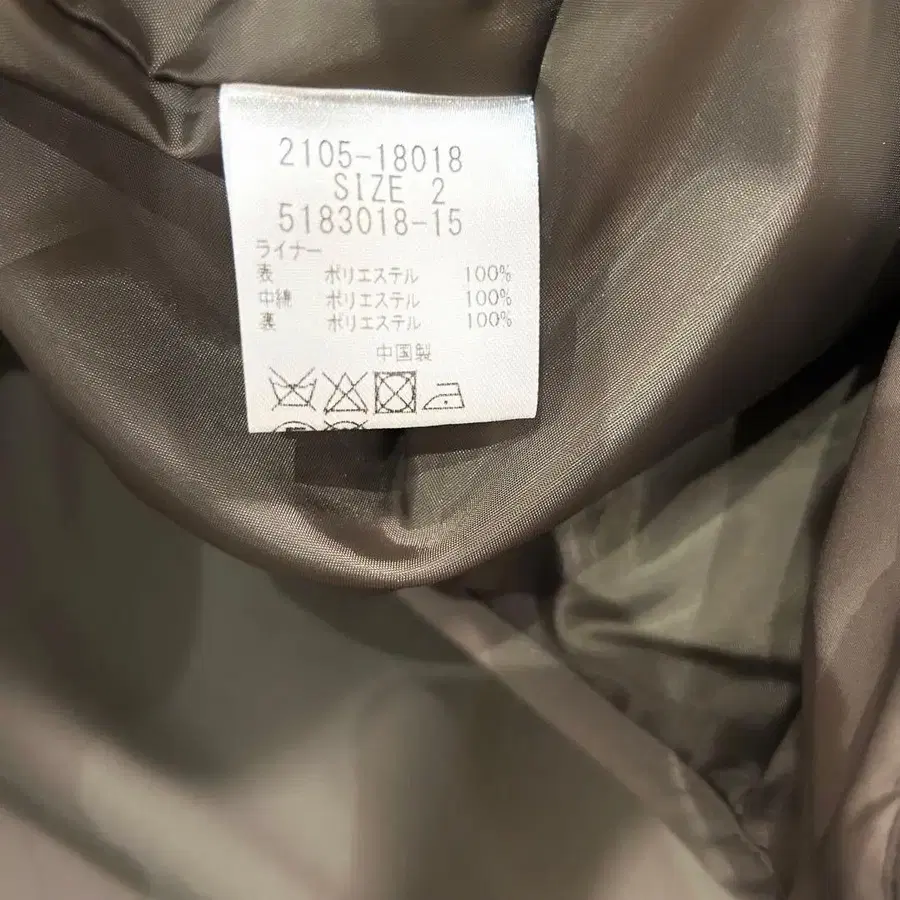 2105-18018
SIZE 2
5183018-15
ライナー
表 ポリエステル 100%
中綿 ポリエステル 100%
裏 ポリエステル 100%
中国製